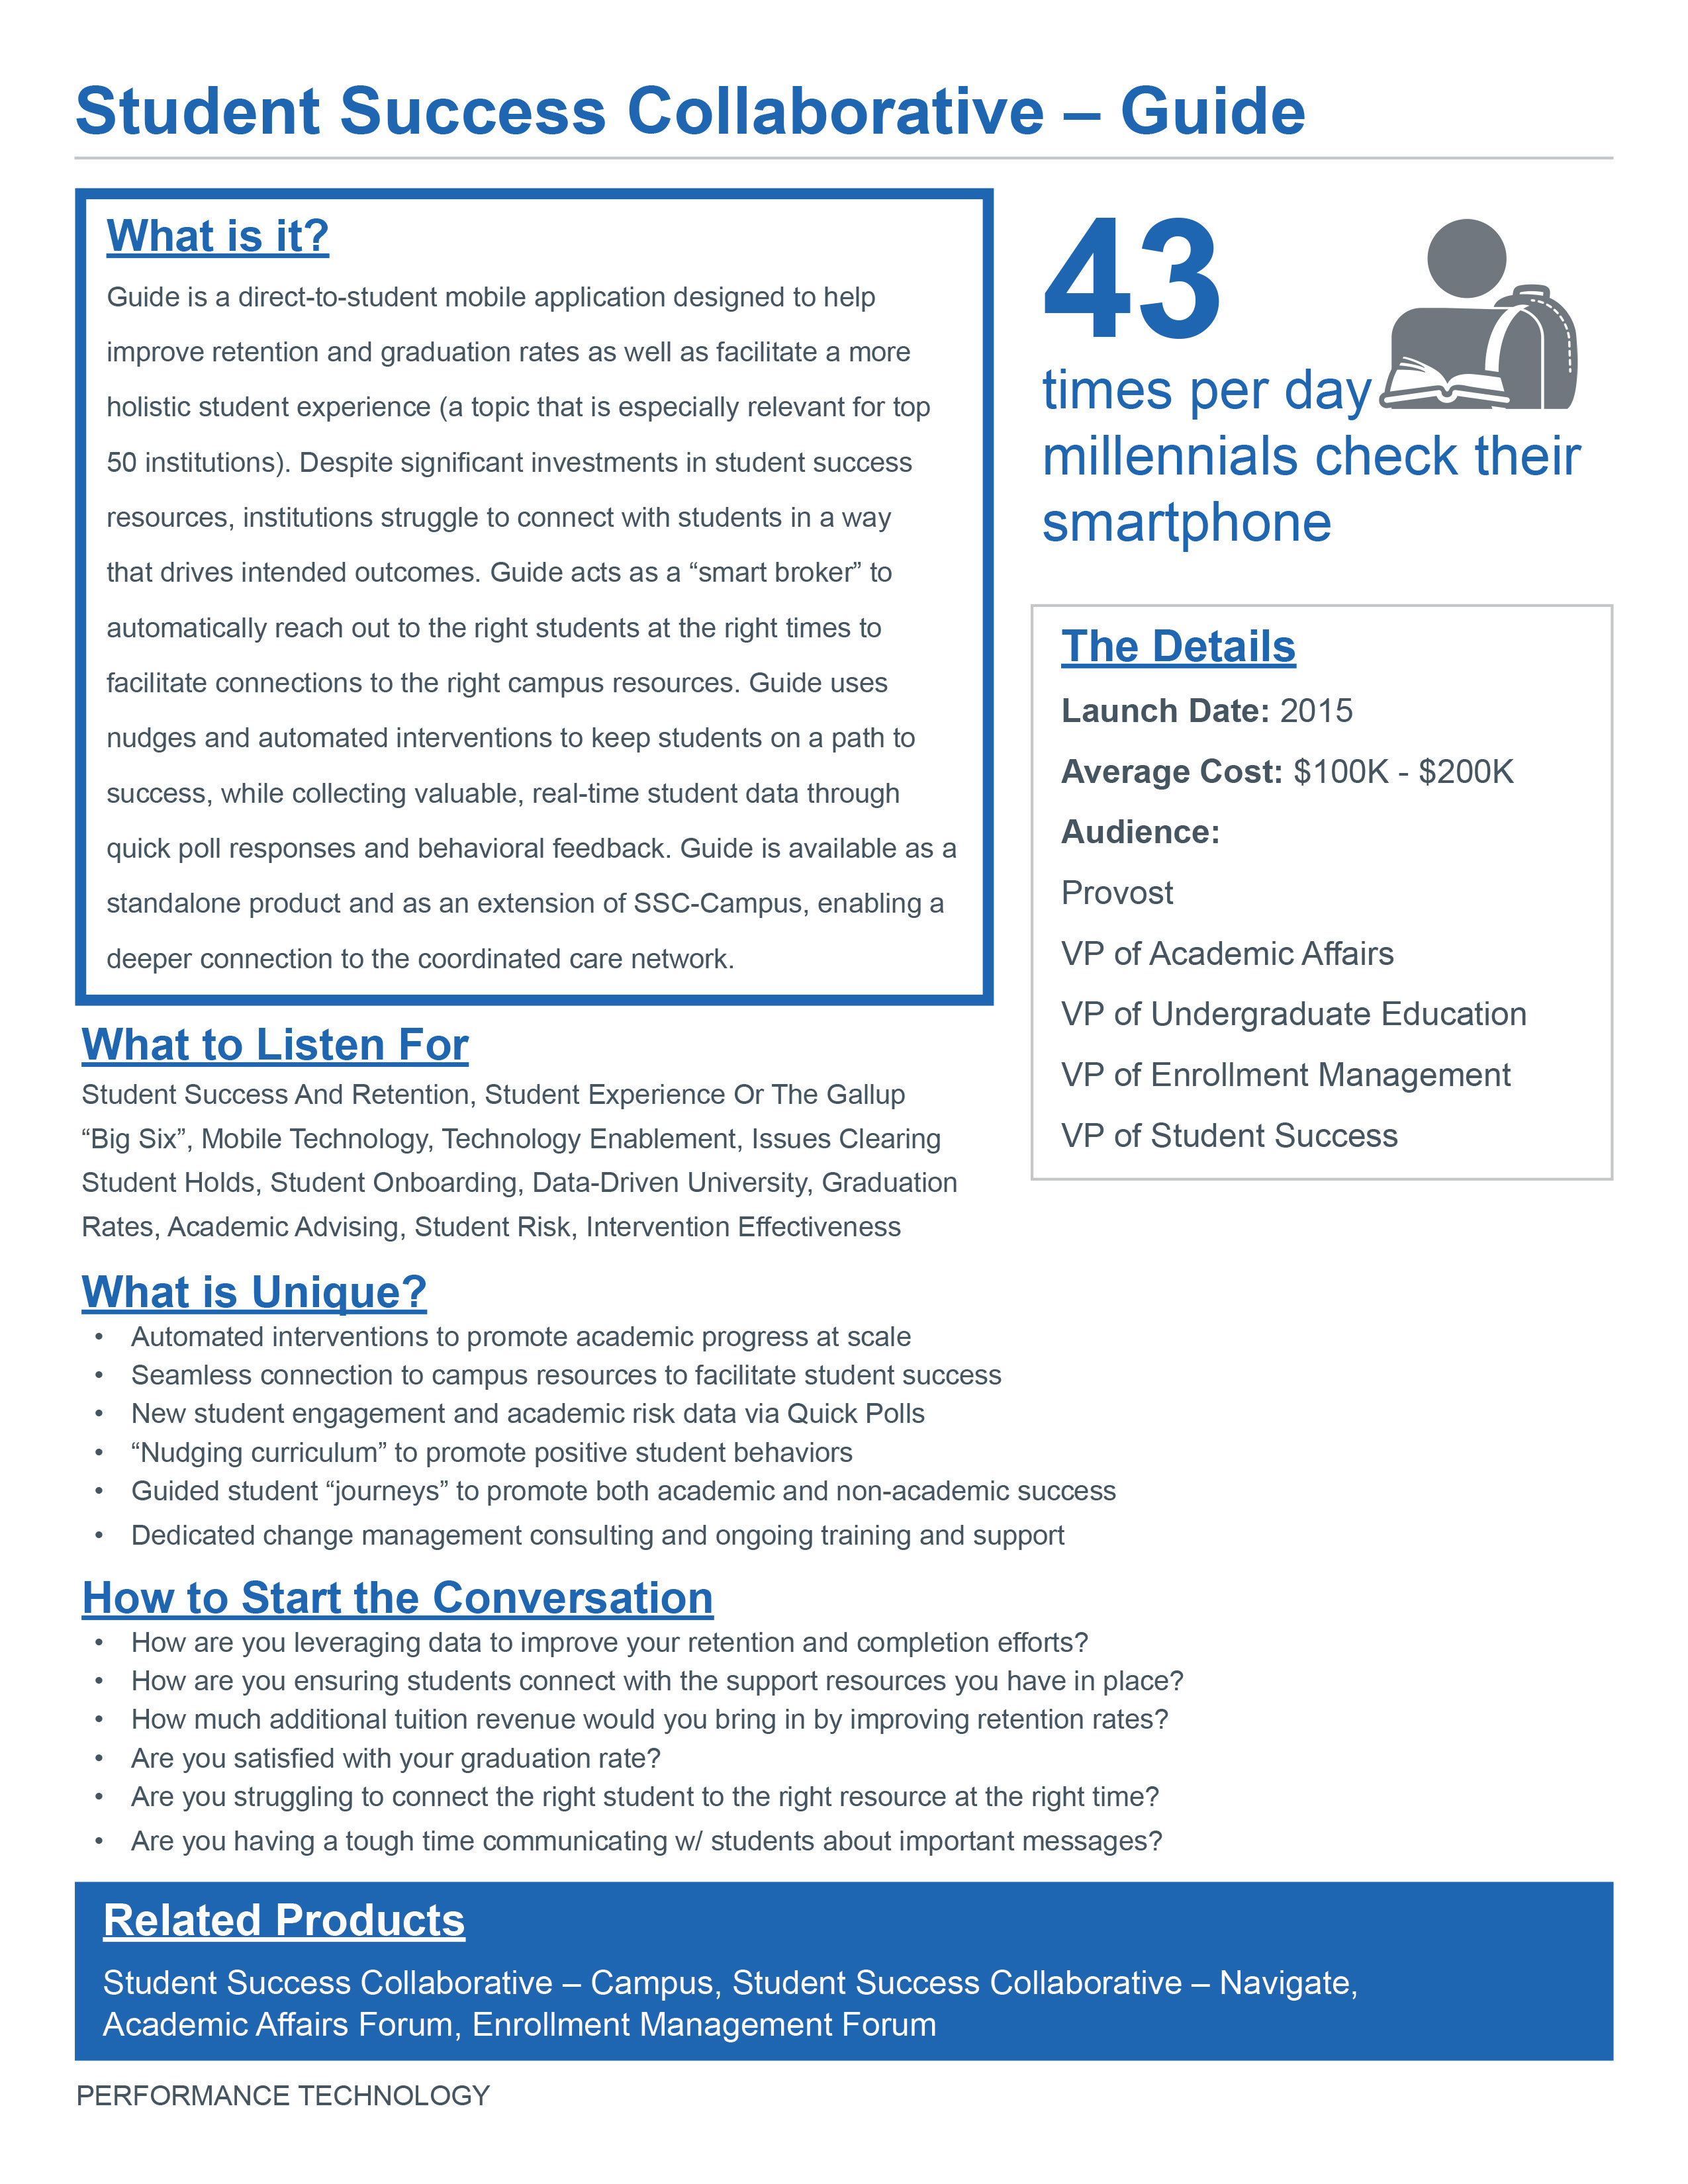 Student Success Collaborative – Guide
What is it?
Guide is a direct-to-student mobile application designed to help
improve retention and graduation rates as well as facilitate a more
holistic student experience (a topic that is especially relevant for top
50 institutions). Despite significant investments in student success
resources, institutions struggle to connect with students in a way
that drives intended outcomes. Guide acts as a “smart broker” to
automatically reach out to the right students at the right times to
facilitate connections to the right campus resources. Guide uses
nudges and automated interventions to keep students on a path to
success, while collecting valuable, real-time student data through
quick poll responses and behavioral feedback. Guide is available as a
standalone product and as an extension of SSC-Campus, enabling a
deeper connection to the coordinated care network.
43
times per day
millennials check their
smartphone
The Details
Launch Date: 2015
Average Cost: $100K - $200K
Audience:
Provost
VP of Academic Affairs
VP of Undergraduate Education
VP of Enrollment Management
VP of Student Success
What to Listen For
Student Success And Retention, Student Experience Or The Gallup
“Big Six”, Mobile Technology, Technology Enablement, Issues Clearing
Student Holds, Student Onboarding, Data-Driven University, Graduation
Rates, Academic Advising, Student Risk, Intervention Effectiveness
What is Unique?
• Automated interventions to promote academic progress at scale
• Seamless connection to campus resources to facilitate student success
• New student engagement and academic risk data via Quick Polls
• “Nudging curriculum” to promote positive student behaviors
• Guided student “journeys” to promote both academic and non-academic success
• Dedicated change management consulting and ongoing training and support
How to Start the Conversation
• How are you leveraging data to improve your retention and completion efforts?
• How are you ensuring students connect with the support resources you have in place?
• How much additional tuition revenue would you bring in by improving retention rates?
• Are you satisfied with your graduation rate?
• Are you struggling to connect the right student to the right resource at the right time?
• Are you having a tough time communicating w/ students about important messages?
Related Products
Student Success Collaborative – Campus, Student Success Collaborative – Navigate,
Academic Affairs Forum, Enrollment Management Forum
PERFORMANCE TECHNOLOGY